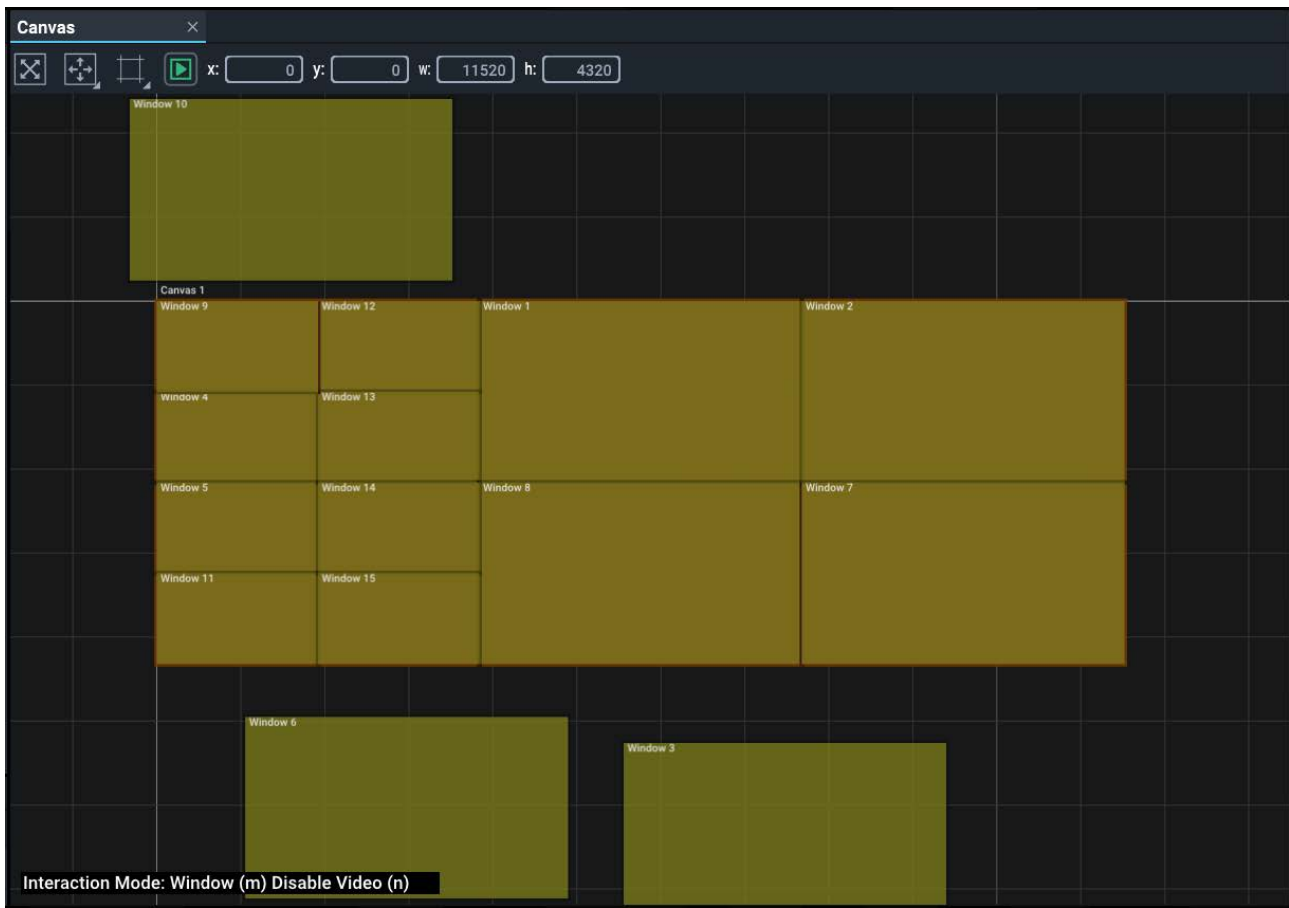 Canvas ×
x: 0 y: 0 w: 11520 h: 4320
Window 10
Canvas 1
Window 9 Window 12 Window 1 Window 2
Window 4 Window 13
Window 5 Window 14 Window 8 Window 7
Window 11 Window 15
Window 6
Window 3
Interaction Mode: Window (m) Disable Video (n)